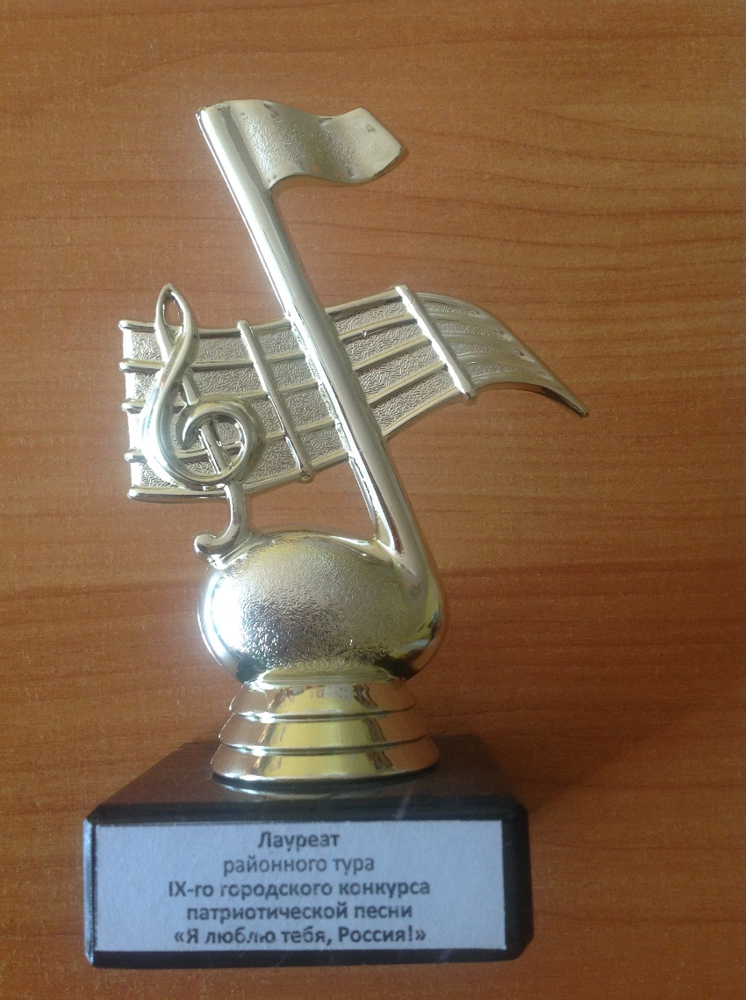 Лауреат
районного тура
IX-го городского конкурса
патриотической песни
«Я люблю тебя, Россия!»